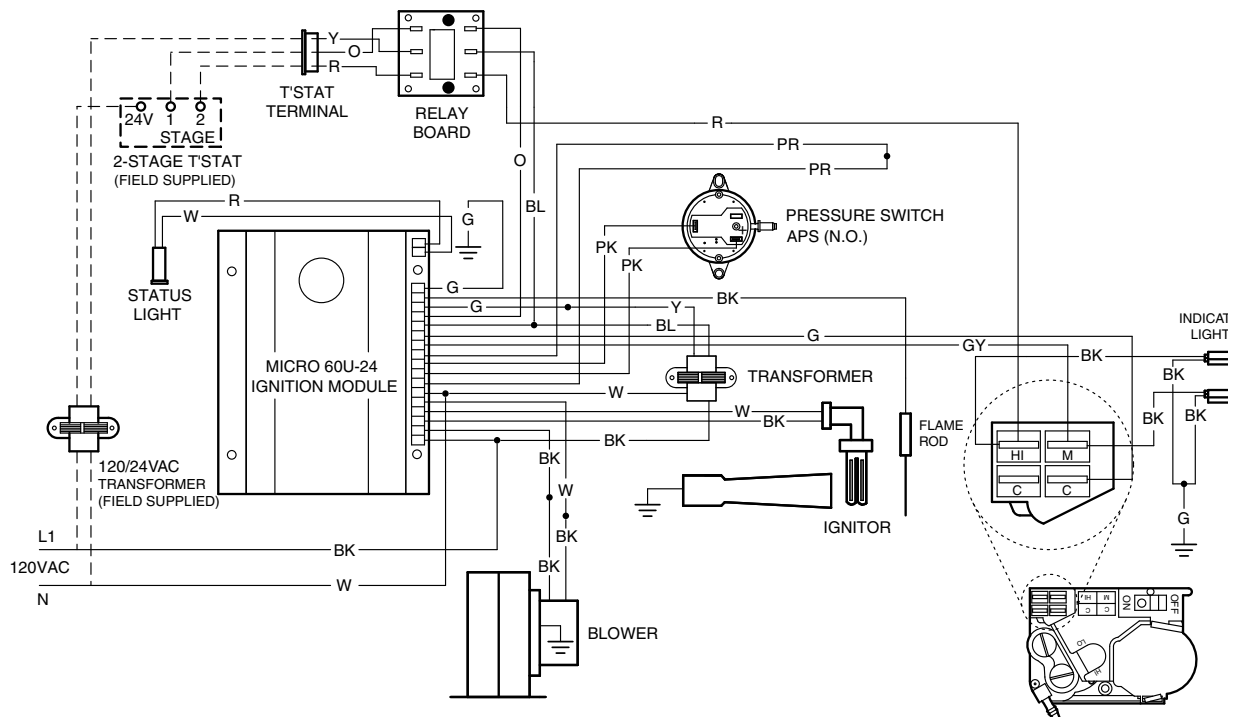 Y
O
R
T'STAT
TERMINAL
RELAY
BOARD
24V 1 2
STAGE
2-STAGE T'STAT
(FIELD SUPPLIED)
R
PR
PR
O
BL
R
W
G
PRESSURE SWITCH
APS (N.O.)
PK
PK
STATUS
LIGHT
G
BK
G
Y
BL
G
GY
INDICAT
LIGHT
BK
BK
BK
BK
MICRO 60U-24
IGNITION MODULE
TRANSFORMER
W
W
BK
BK
FLAME
ROD
HI
M
C
C
120/24VAC
TRANSFORMER
(FIELD SUPPLIED)
BK
W
IGNITOR
G
L1
BK
BK
BK
120VAC
N
W
BLOWER
HI
M
C
C
ON
OFF
LO
HI